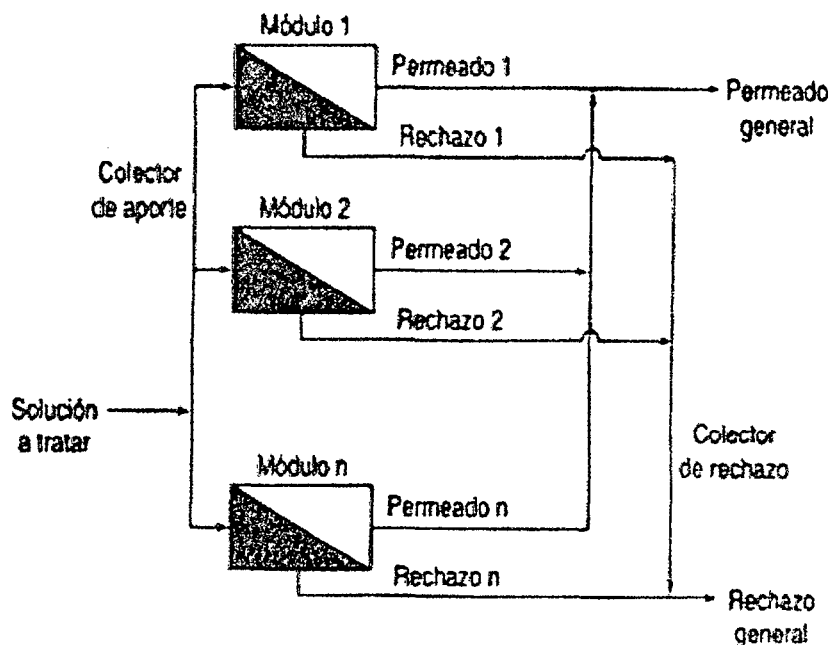 Módulo 1
Permeado 1
Permeado
general
Rechazo 1
Colector
de aporte
Módulo 2
Permeado 2
Rechazo 2
Solución
a tratar
Colector
de rechazo
Módulo n
Permeado n
Rechazo n
Rechazo
general